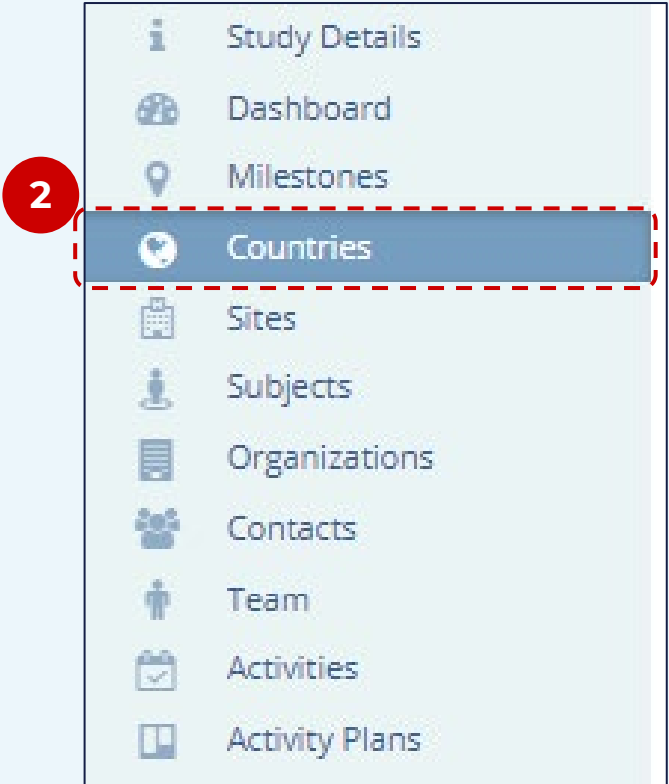 Study Details
Dashboard
Milestones
2
Countries
Sites
Subjects
Organizations
Contacts
Team
Activities
Activity Plans